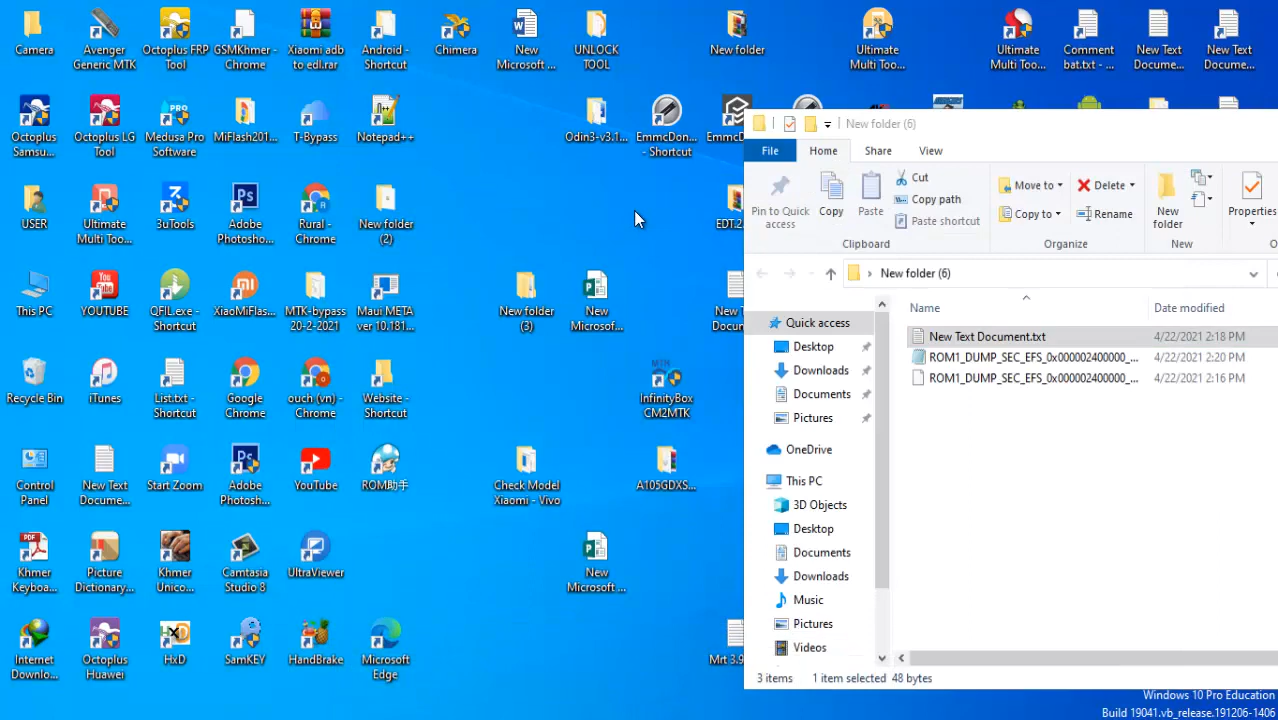 Camera
Avenger
Generic MTK
Octoplus FRP
Tool
GSMKhmer -
Chrome
Xiaomi adb
to edl.rar
Android -
Shortcut
Chimera
New
Microsoft ...
UNLOCK
TOOL
New folder
Ultimate
Multi Too...
Ultimate
Multi Too...
Comment
bat.txt - ...
New Text
Docume...
New Text
Docume...
Octoplus
Samsu...
Octoplus LG
Tool
Medusa Pro
Software
MiFlash201...
T-Bypass
Notepad++
Odin3-v3.1...
EmmcDon...
- Shortcut
USER
Ultimate
Multi Too...
3uTools
Adobe
Photosho...
Rural -
Chrome
New folder
(2)
This PC
YOUTUBE
QFIL.exe -
Shortcut
XiaoMiFlas...
MTK-bypass
20-2-2021
Maui META
ver 10.181...
New folder
(3)
New
Microsof...
Recycle Bin
iTunes
List.txt -
Shortcut
Google
Chrome
ouch (vn) -
Chrome
Website -
Shortcut
InfinityBox
CM2MTK
Control
Panel
New Text
Docume...
Start Zoom
Adobe
Photosh...
YouTube
ROM助手
Check Model
Xiaomi - Vivo
A105GDXS...
Khmer
Keyboa...
Picture
Dictionary...
Khmer
Unico...
Camtasia
Studio 8
UltraViewer
New
Microsoft ...
Internet
Downlo...
Octoplus
Huawei
HxD
SamKEY
HandBrake
Microsoft
Edge
Mrt 3.9
New folder (6)
File
Home
Share
View
Pin to Quick
access
Copy
Paste
Cut
Copy path
Paste shortcut
Clipboard
Move to
Copy to
Delete
Rename
Organize
New
folder
New
Properties
New folder (6)
Name
Date modified
New Text Document.txt 4/22/2021 2:18 PM
ROM1_DUMP_SEC_EFS_0x000002400000_... 4/22/2021 2:20 PM
ROM1_DUMP_SEC_EFS_0x000002400000_... 4/22/2021 2:16 PM
Quick access
Desktop
Downloads
Documents
Pictures
OneDrive
This PC
3D Objects
Desktop
Documents
Downloads
Music
Pictures
Videos
3 items
1 item selected 48 bytes
Windows 10 Pro Education
Build 19041.vb_release.191206-1406